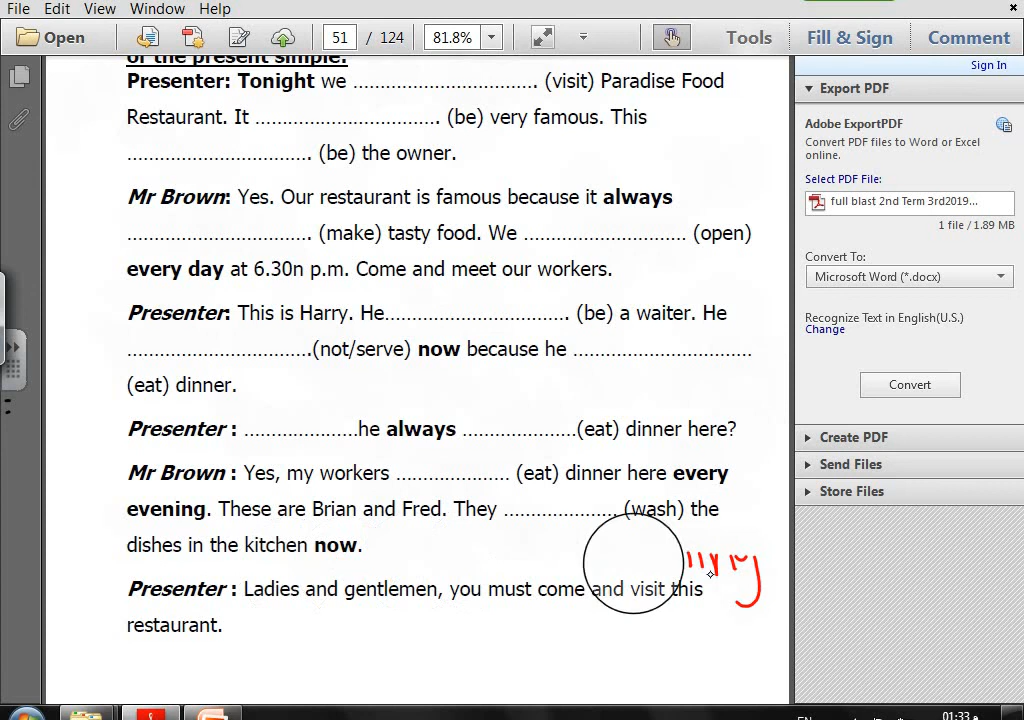 File Edit View Window Help
Open 51 / 124 81.8% Tools Fill & Sign Comment
Sign In
of the present simple.
Presenter: Tonight we ................................. (visit) Paradise Food
Restaurant. It ................................. (be) very famous. This
................................. (be) the owner.
Mr Brown: Yes. Our restaurant is famous because it always
................................. (make) tasty food. We ............................. (open)
every day at 6.30n p.m. Come and meet our workers.
Presenter: This is Harry. He................................. (be) a waiter. He
.................................(not/serve) now because he ................................
(eat) dinner.
Presenter : ....................he always ....................(eat) dinner here?
Mr Brown : Yes, my workers .................... (eat) dinner here every
evening. These are Brian and Fred. They .................... (wash) the
dishes in the kitchen now.
Presenter : Ladies and gentlemen, you must come and visit this
restaurant.
Export PDF
Adobe ExportPDF
Convert PDF files to Word or Excel
online.
Select PDF File:
full blast 2nd Term 3rd2019...
1 file / 1.89 MB
Convert To:
Microsoft Word (*.docx)
Recognize Text in English(U.S.)
Change
Convert
Create PDF
Send Files
Store Files
EN 01:33